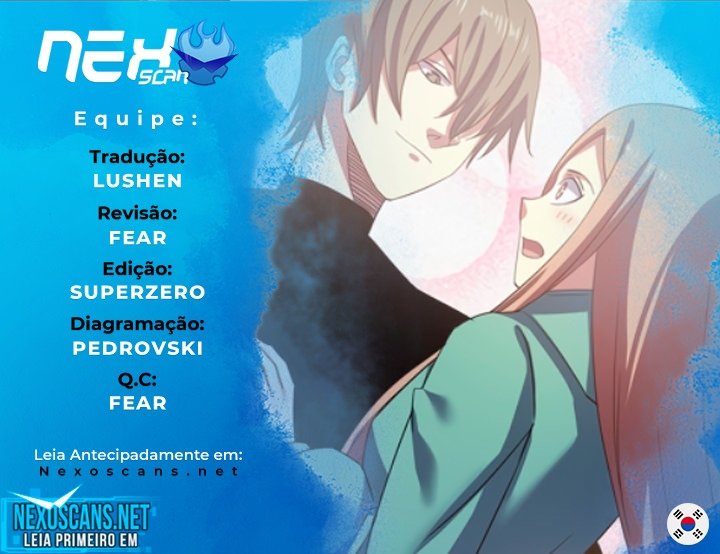 NEXO
SCAN
Equipe:
Tradução:
LUSHEN
Revisão:
FEAR
Edição:
SUPERZERO
Diagramação:
PEDROVSKI
Q.C:
FEAR
Leia Antecipadamente em:
Nexoscans.net
NEXOSCANS.NET
LEIA PRIMEIRO EM